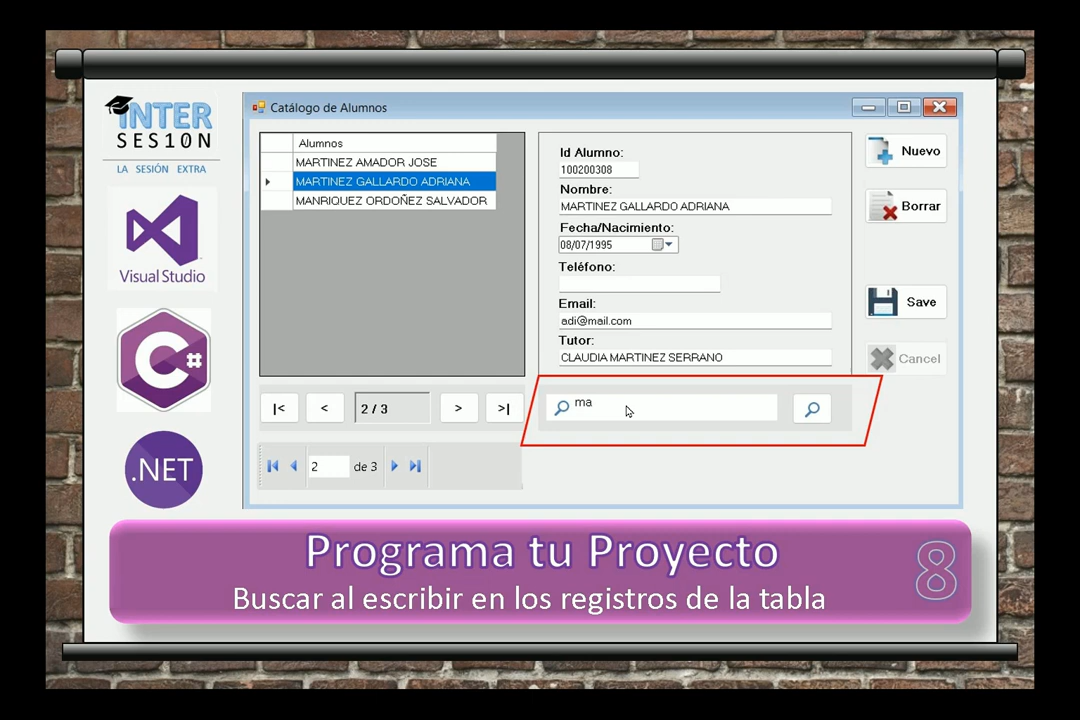 INTER
SES10N
LA SESIÓN EXTRA
Visual Studio
C#
.NET
Catálogo de Alumnos
Alumnos
MARTINEZ AMADOR JOSE
MARTINEZ GALLARDO ADRIANA
MANRIQUEZ ORDOÑEZ SALVADOR
|<
<
2 / 3
>
>|
2
de 3
Id Alumno:
100200308
Nombre:
MARTINEZ GALLARDO ADRIANA
Fecha/Nacimiento:
08/07/1995
Teléfono:
Email:
adi@mail.com
Tutor:
CLAUDIA MARTINEZ SERRANO
ma
Nuevo
Borrar
Save
Cancel
Programa tu Proyecto
8
Buscar al escribir en los registros de la tabla